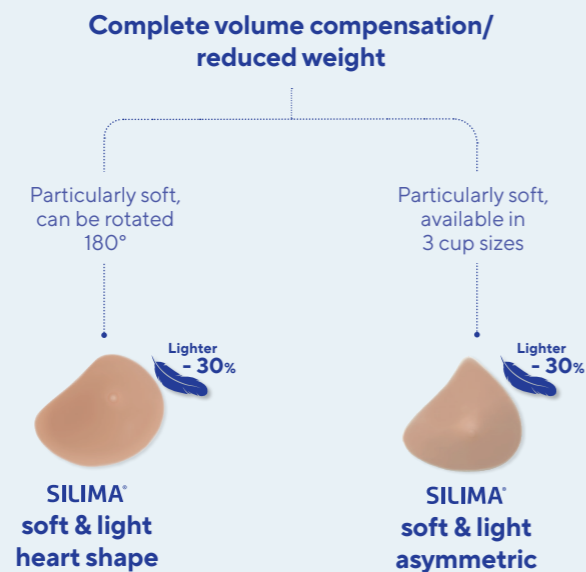 Complete volume compensation/
reduced weight
Particularly soft,
can be rotated
180°
Lighter
- 30%
SILIMA®
soft & light
heart shape
Particularly soft,
available in
3 cup sizes
Lighter
- 30%
SILIMA®
soft & light
asymmetric